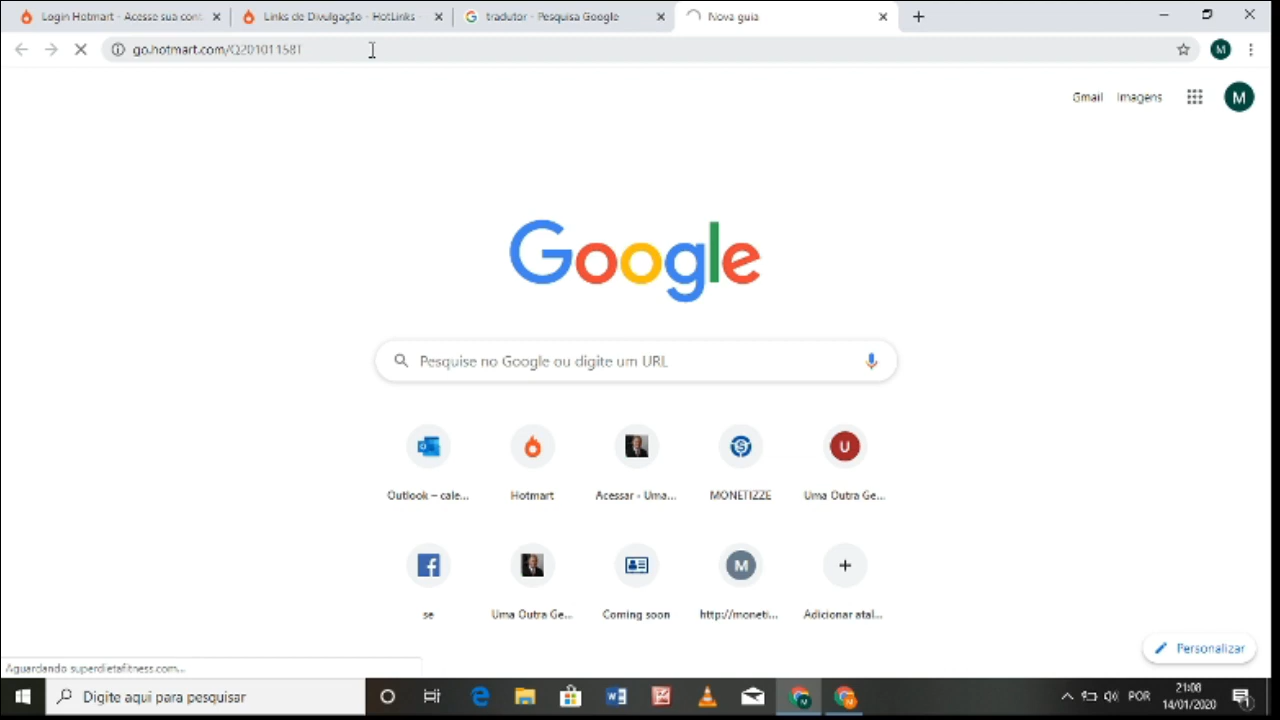 Login Hotmart - Acesse sua cont
Links de Divulgação - HotLinks -
tradutor - Pesquisa Google
Nova guia
go.hotmart.com/Q20101158T
M
Gmail
Imagens
M
Google
Pesquise no Google ou digite um URL
Outlook – cale...
Hotmart
Acessar - Uma...
MONETIZZE
U
Uma Outra Ge...
se
Uma Outra Ge...
Coming soon
M
http://moneti...
Adicionar atal...
Personalizar
Aguardando superdietafitness.com...
Digite aqui para pesquisar
POR
21:08
14/01/2020